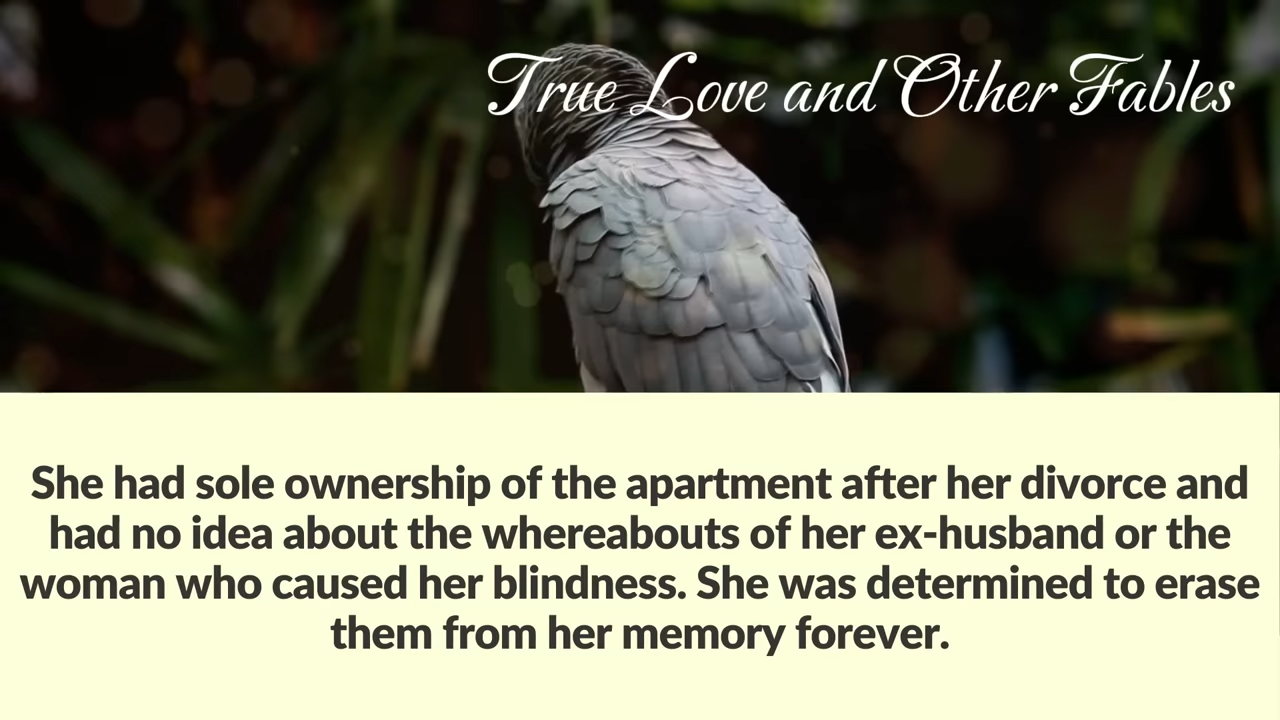 True Love and Other Fables
She had sole ownership of the apartment after her divorce and
had no idea about the whereabouts of her ex-husband or the
woman who caused her blindness. She was determined to erase
them from her memory forever.